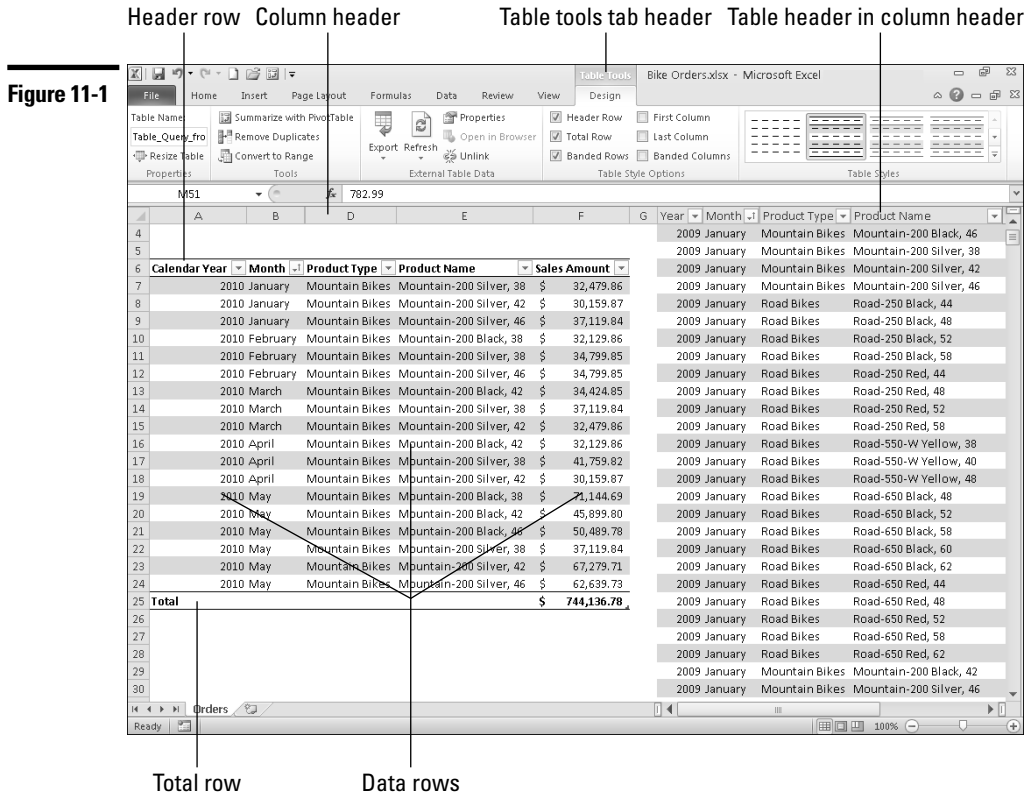 Header row Column header Table tools tab header Table header in column header
Figure 11-1
Table Tools Bike Orders.xlsx - Microsoft Excel
File Home Insert Page Layout Formulas Data Review View Design
Table Name: Summarize with PivotTable Properties Header Row First Column
Table_Query_fro Remove Duplicates Export Refresh Open in Browser Total Row Last Column
Resize Table Convert to Range Unlink Banded Rows Banded Columns
Properties Tools External Table Data Table Style Options Table Styles
M51 fx 782.99
A B D E F G Year Month Product Type Product Name
4 2009 January Mountain Bikes Mountain-200 Black, 46
5 2009 January Mountain Bikes Mountain-200 Silver, 38
6 Calendar Year Month Product Type Product Name Sales Amount 2009 January Mountain Bikes Mountain-200 Silver, 42
7 2010 January Mountain Bikes Mountain-200 Silver, 38 $ 32,479.86 2009 January Mountain Bikes Mountain-200 Silver, 46
8 2010 January Mountain Bikes Mountain-200 Silver, 42 $ 30,159.87 2009 January Road Bikes Road-250 Black, 44
9 2010 January Mountain Bikes Mountain-200 Silver, 46 $ 37,119.84 2009 January Road Bikes Road-250 Black, 48
10 2010 February Mountain Bikes Mountain-200 Black, 38 $ 32,129.86 2009 January Road Bikes Road-250 Black, 52
11 2010 February Mountain Bikes Mountain-200 Silver, 38 $ 34,799.85 2009 January Road Bikes Road-250 Black, 58
12 2010 February Mountain Bikes Mountain-200 Silver, 46 $ 34,799.85 2009 January Road Bikes Road-250 Red, 44
13 2010 March Mountain Bikes Mountain-200 Black, 42 $ 34,424.85 2009 January Road Bikes Road-250 Red, 48
14 2010 March Mountain Bikes Mountain-200 Silver, 38 $ 37,119.84 2009 January Road Bikes Road-250 Red, 52
15 2010 March Mountain Bikes Mountain-200 Silver, 42 $ 32,479.86 2009 January Road Bikes Road-250 Red, 58
16 2010 April Mountain Bikes Mountain-200 Black, 42 $ 32,129.86 2009 January Road Bikes Road-550-W Yellow, 38
17 2010 April Mountain Bikes Mountain-200 Silver, 38 $ 41,759.82 2009 January Road Bikes Road-550-W Yellow, 40
18 2010 April Mountain Bikes Mountain-200 Silver, 42 $ 30,159.87 2009 January Road Bikes Road-550-W Yellow, 48
19 2010 May Mountain Bikes Mountain-200 Black, 38 $ 71,144.69 2009 January Road Bikes Road-650 Black, 48
20 2010 May Mountain Bikes Mountain-200 Black, 42 $ 45,899.80 2009 January Road Bikes Road-650 Black, 52
21 2010 May Mountain Bikes Mountain-200 Black, 46 $ 50,489.78 2009 January Road Bikes Road-650 Black, 58
22 2010 May Mountain Bikes Mountain-200 Silver, 38 $ 37,119.84 2009 January Road Bikes Road-650 Black, 60
23 2010 May Mountain Bikes Mountain-200 Silver, 42 $ 67,279.71 2009 January Road Bikes Road-650 Black, 62
24 2010 May Mountain Bikes Mountain-200 Silver, 46 $ 62,639.73 2009 January Road Bikes Road-650 Red, 44
25 Total $ 744,136.78 2009 January Road Bikes Road-650 Red, 48
26 2009 January Road Bikes Road-650 Red, 52
27 2009 January Road Bikes Road-650 Red, 58
28 2009 January Road Bikes Road-650 Red, 62
29 2009 January Mountain Bikes Mountain-200 Black, 42
30 2009 January Mountain Bikes Mountain-200 Silver, 46
Orders
Ready 100%
Total row Data rows